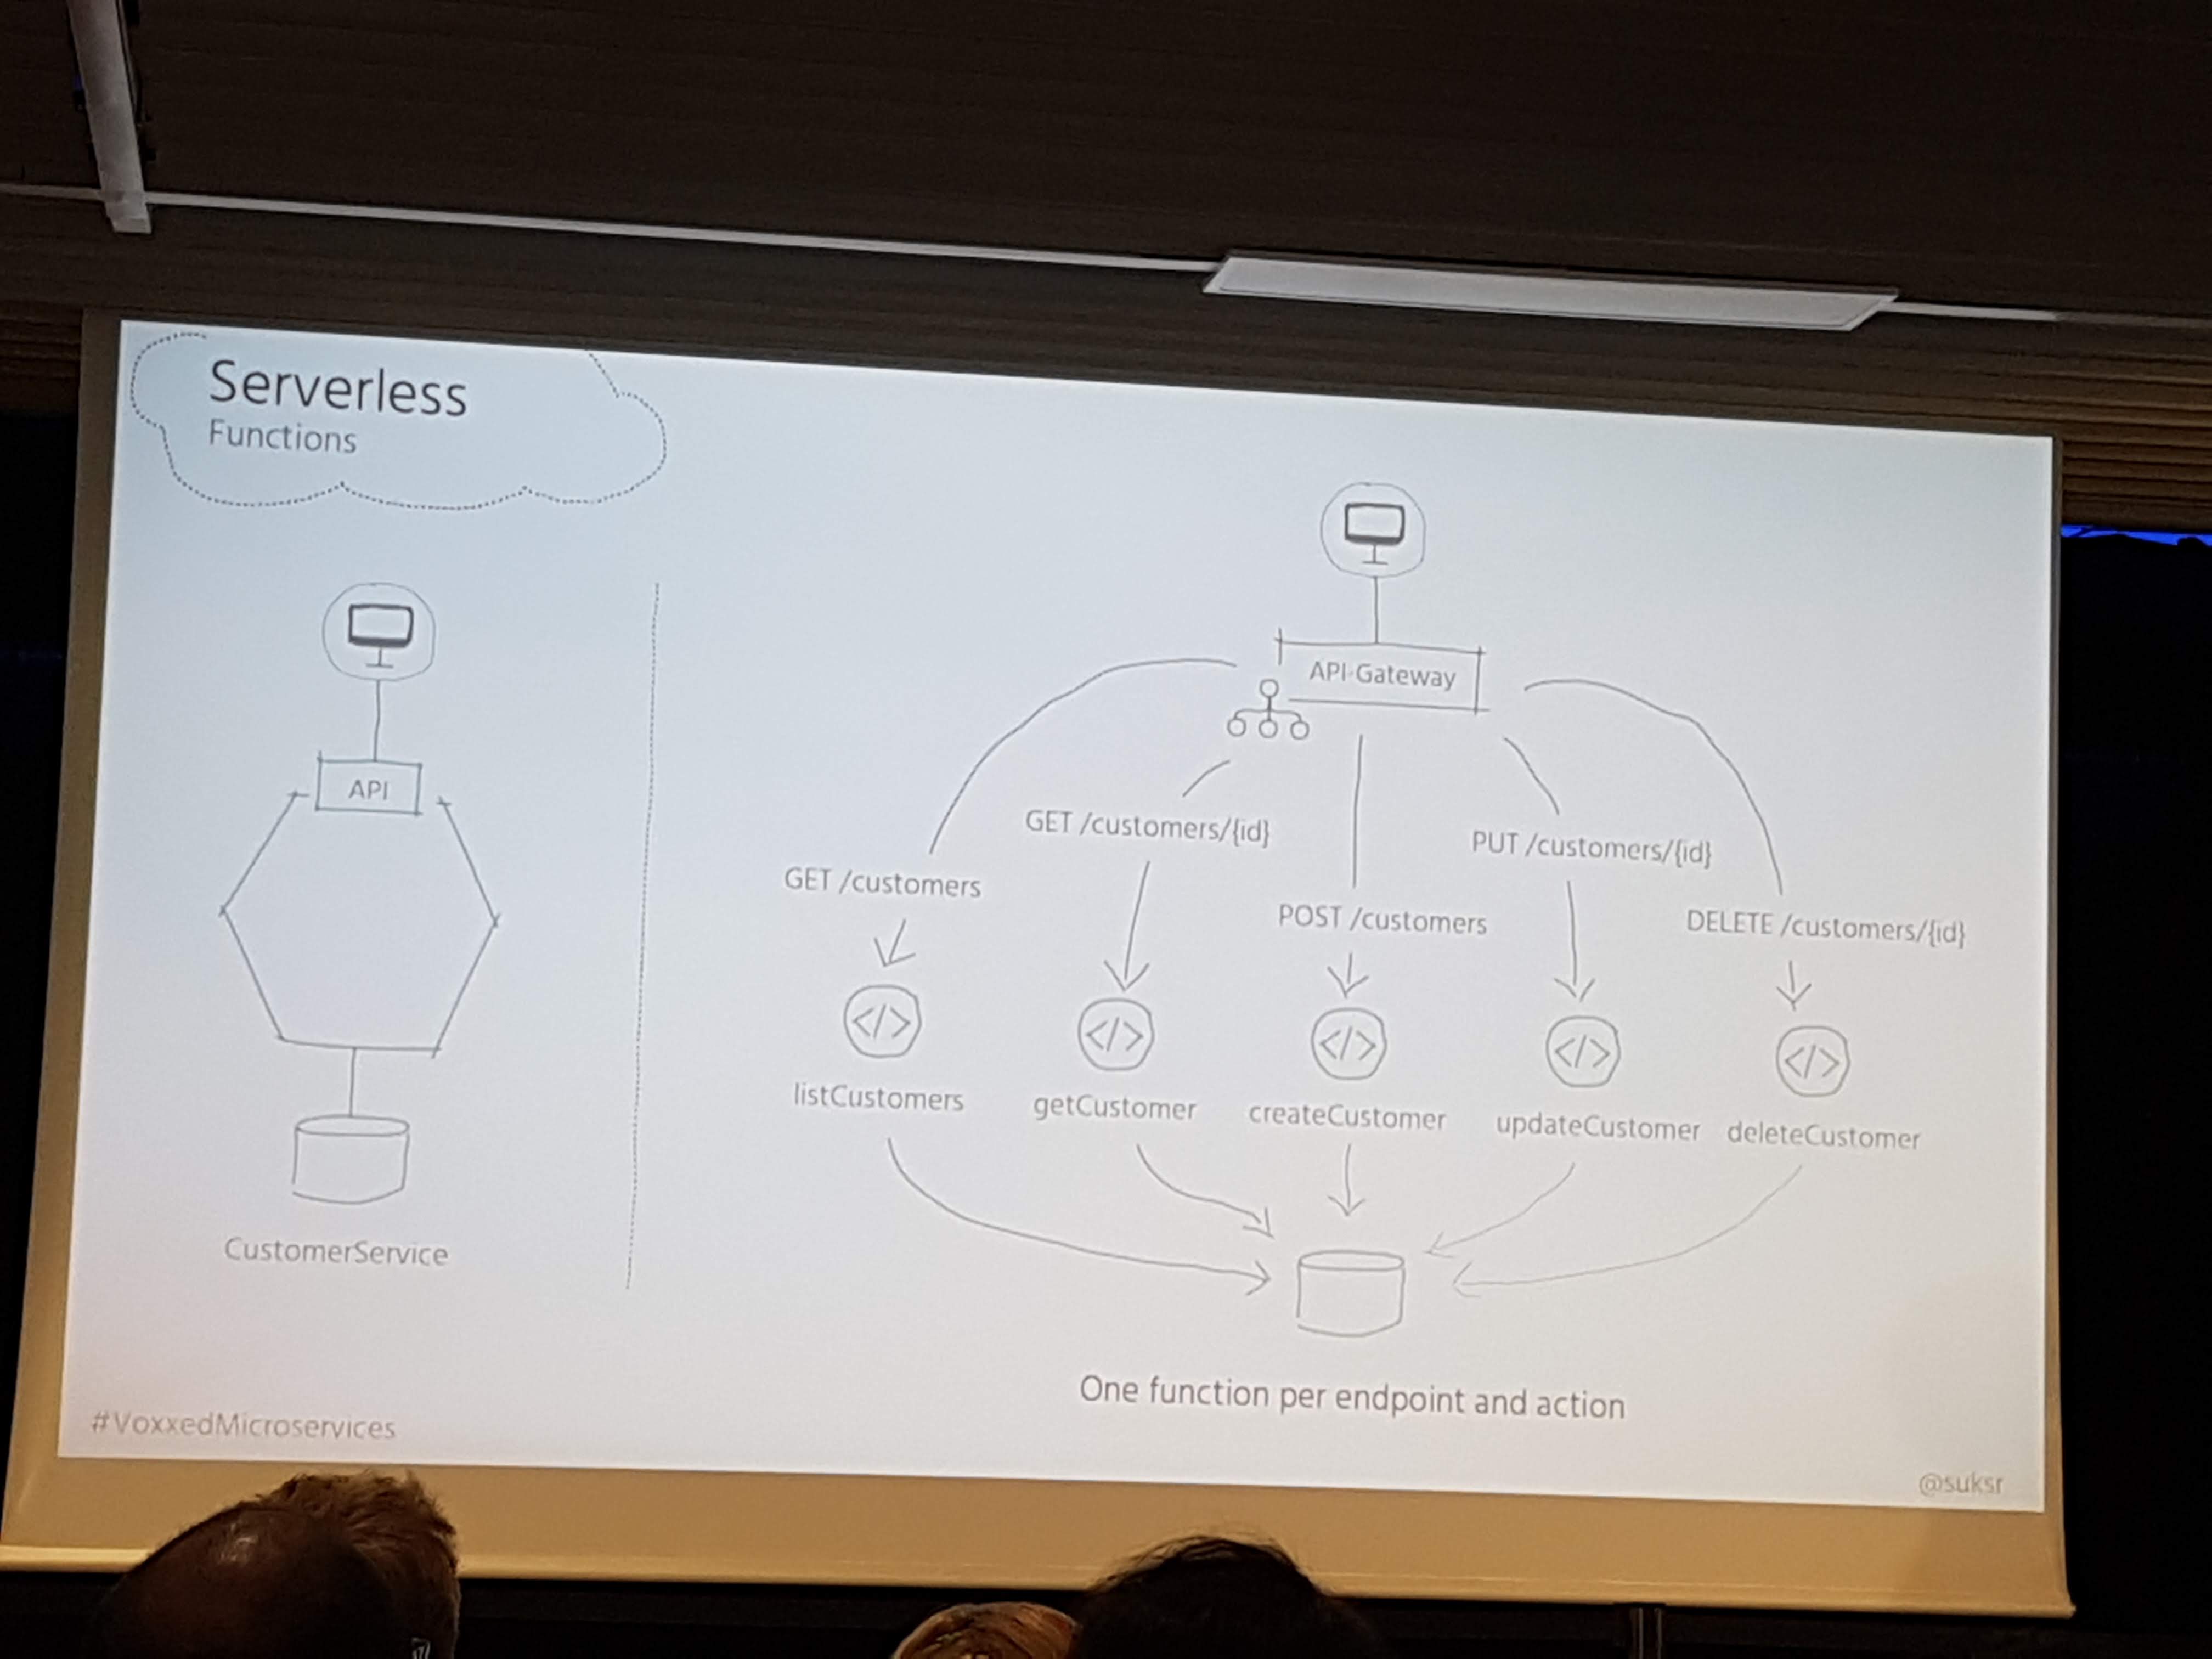 Serverless
Functions
API
CustomerService
API-Gateway
GET /customers
GET /customers/{id}
POST /customers
PUT /customers/{id}
DELETE /customers/{id}
</>
</>
</>
</>
</>
listCustomers
getCustomer
createCustomer
updateCustomer
deleteCustomer
One function per endpoint and action
#VoxxedMicroservices
@suksr